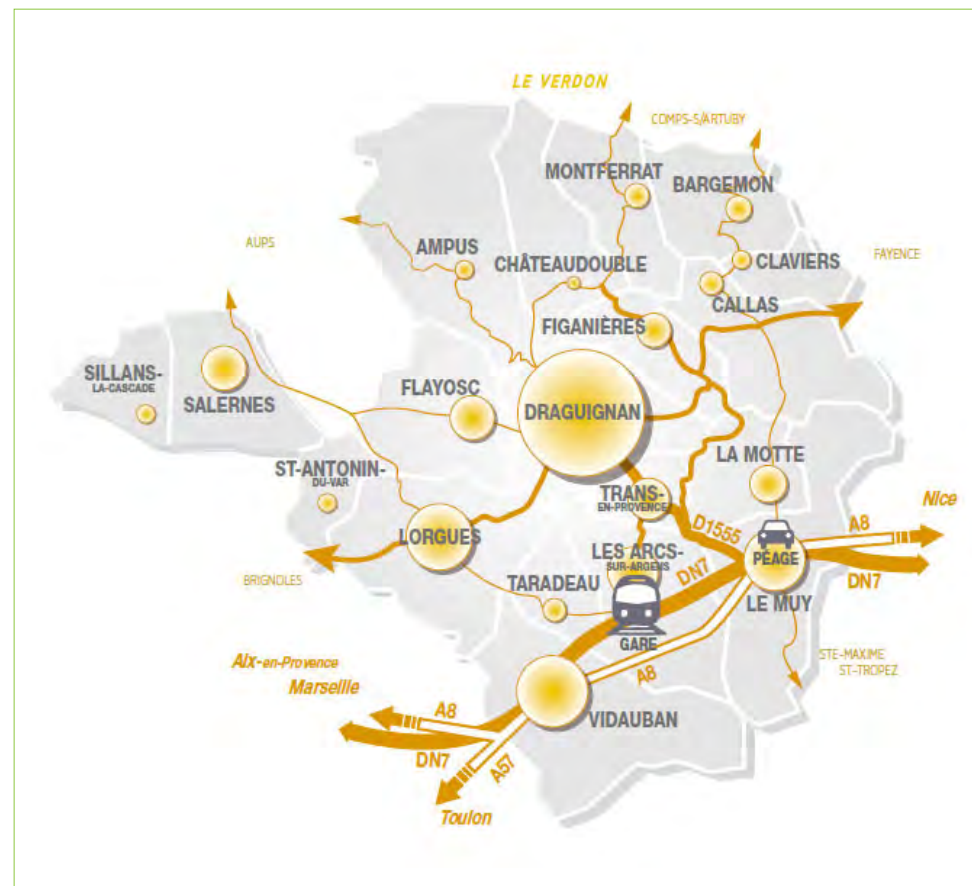 LE VERDON
COMPS-S/ARTUBY
MONTFERRAT
BARGEMON
AUPS
AMPUS
CHÂTEAUDOUBLE
CLAVIERS
FAYENCE
CALLAS
FIGANIÈRES
SILLANS-
LA-CASCADE
SALERNES
FLAYOSC
DRAGUIGNAN
ST-ANTONIN-
DU-VAR
LA MOTTE
TRANS-
EN-PROVENCE
Nice
A8
D1555
LORGUES
LES ARCS-
SUR-ARGENS
PÉAGE
DN7
DN7
BRIGNOLES
TARADEAU
LE MUY
GARE
STE-MAXIME
ST-TROPEZ
Aix-en-Provence
Marseille
A8
A8
VIDAUBAN
DN7
A57
Toulon